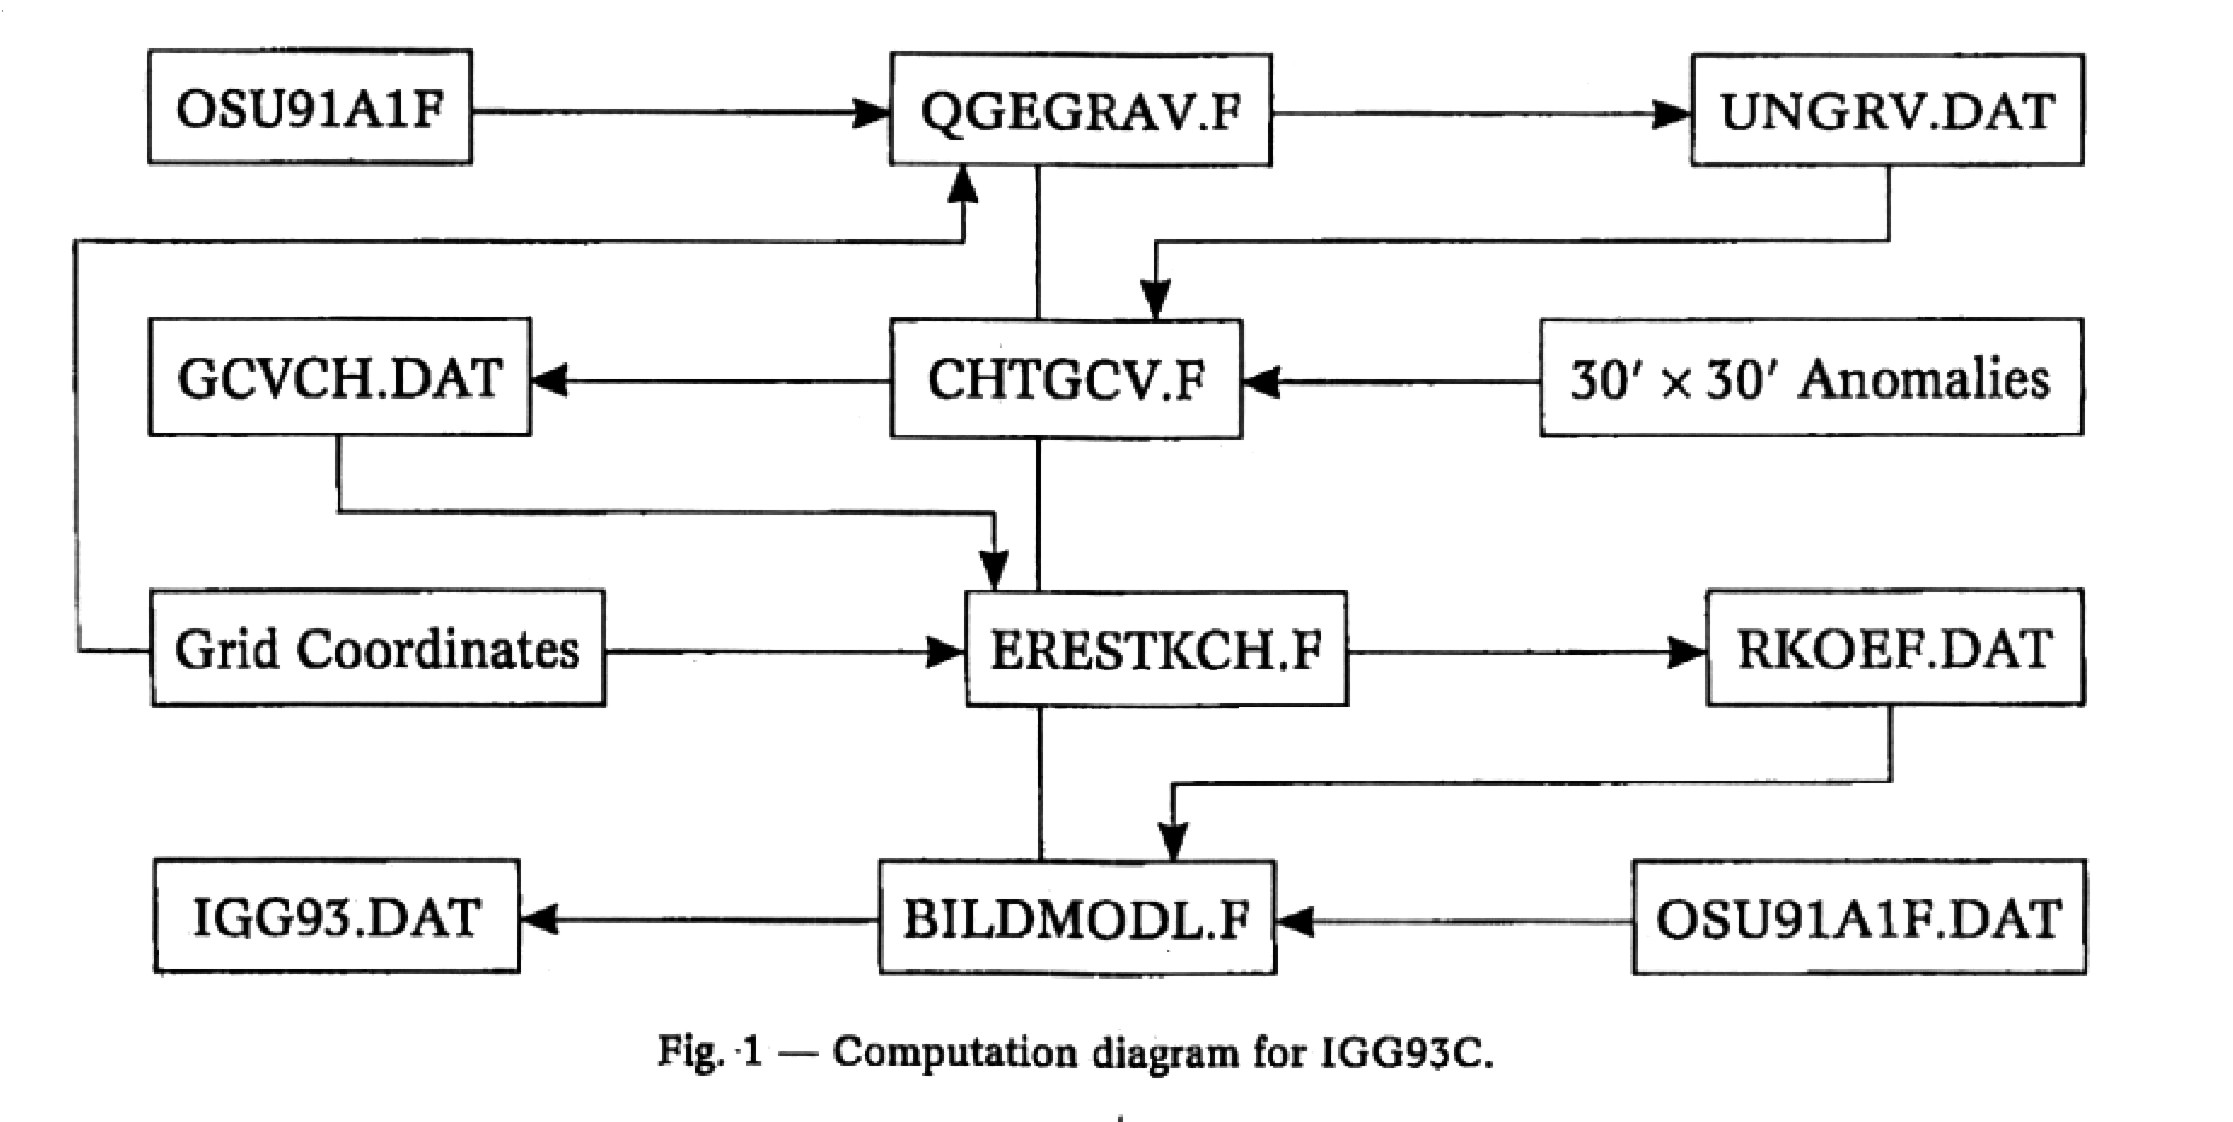 OSU91A1F
QGEGRAV.F
UNGRV.DAT
GCVCH.DAT
CHTGCV.F
30′ × 30′ Anomalies
Grid Coordinates
ERESTKCH.F
RKOEF.DAT
IGG93.DAT
BILDMODL.F
OSU91A1F.DAT
Fig. 1 — Computation diagram for IGG93C.